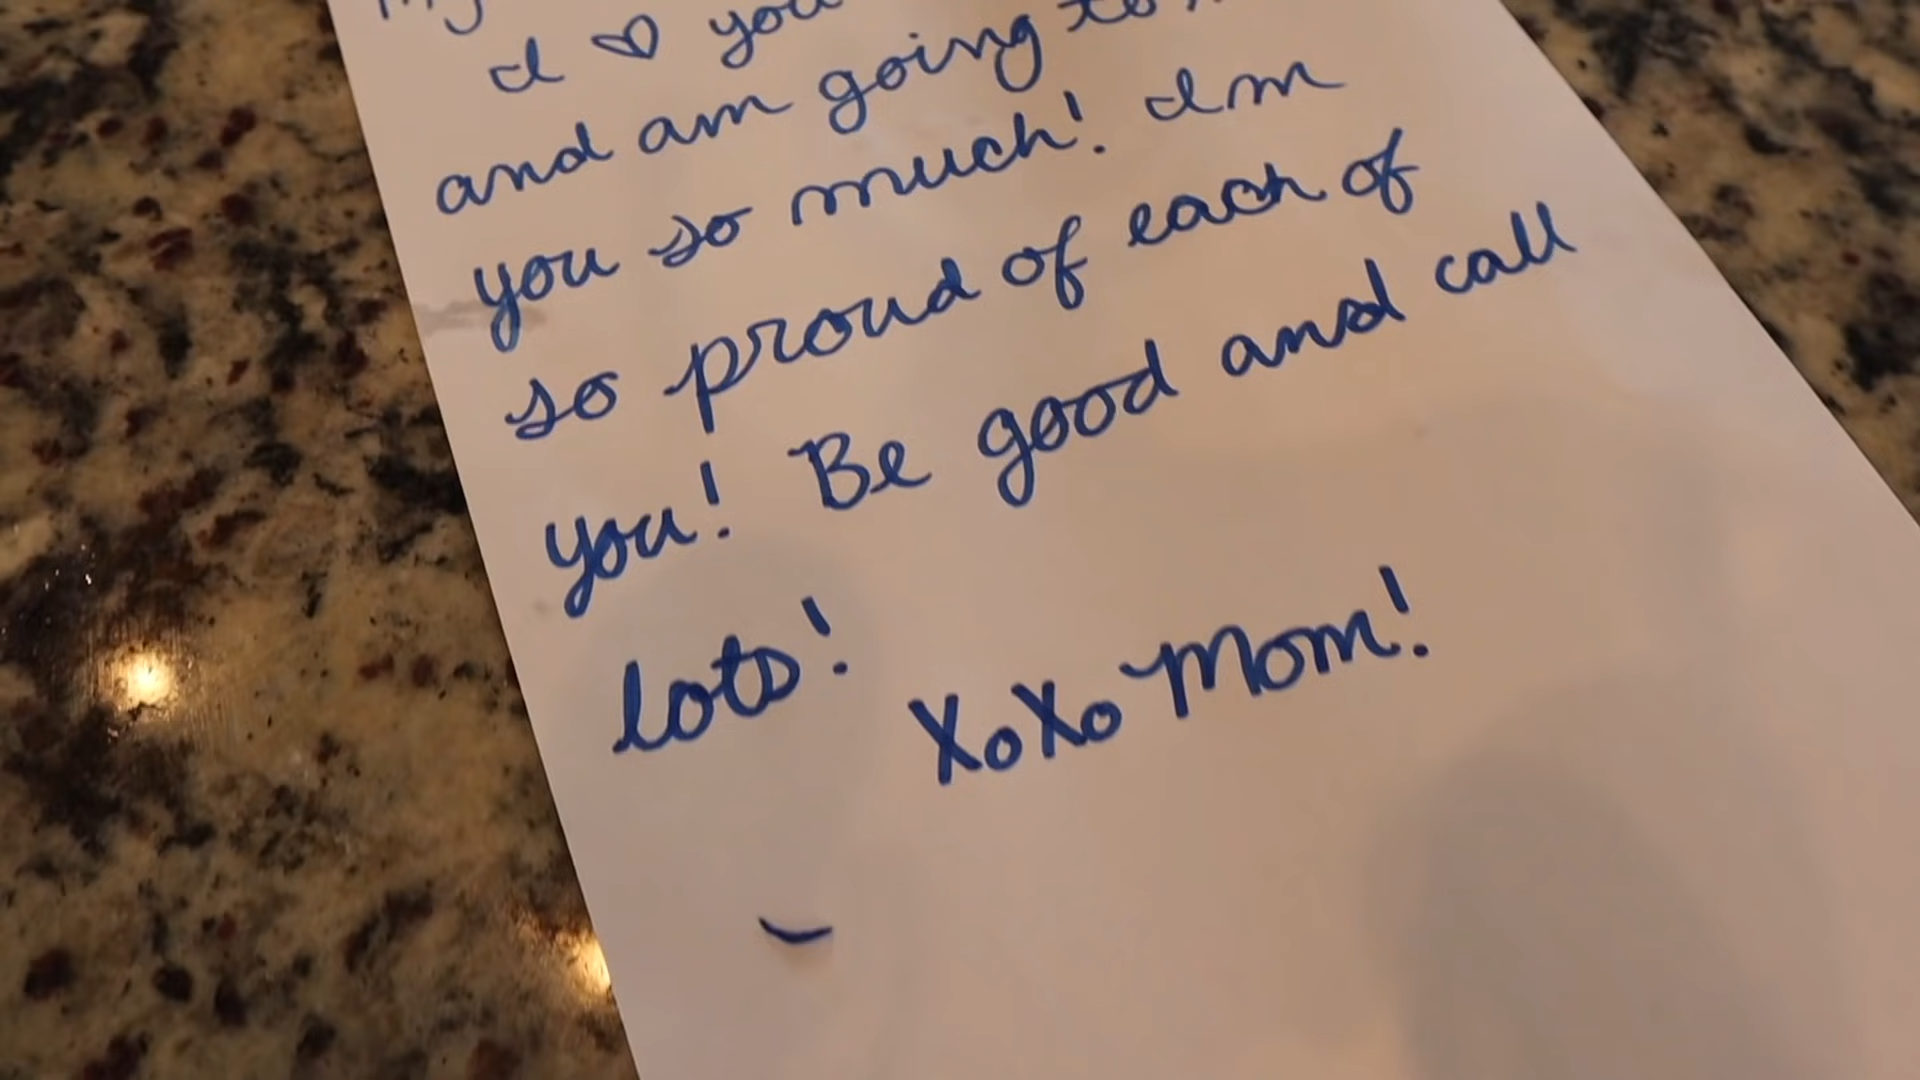 I ♡ you
and am going to
you so much! Im
so proud of each of
you! Be good and call
lots!
XoXo Mom!